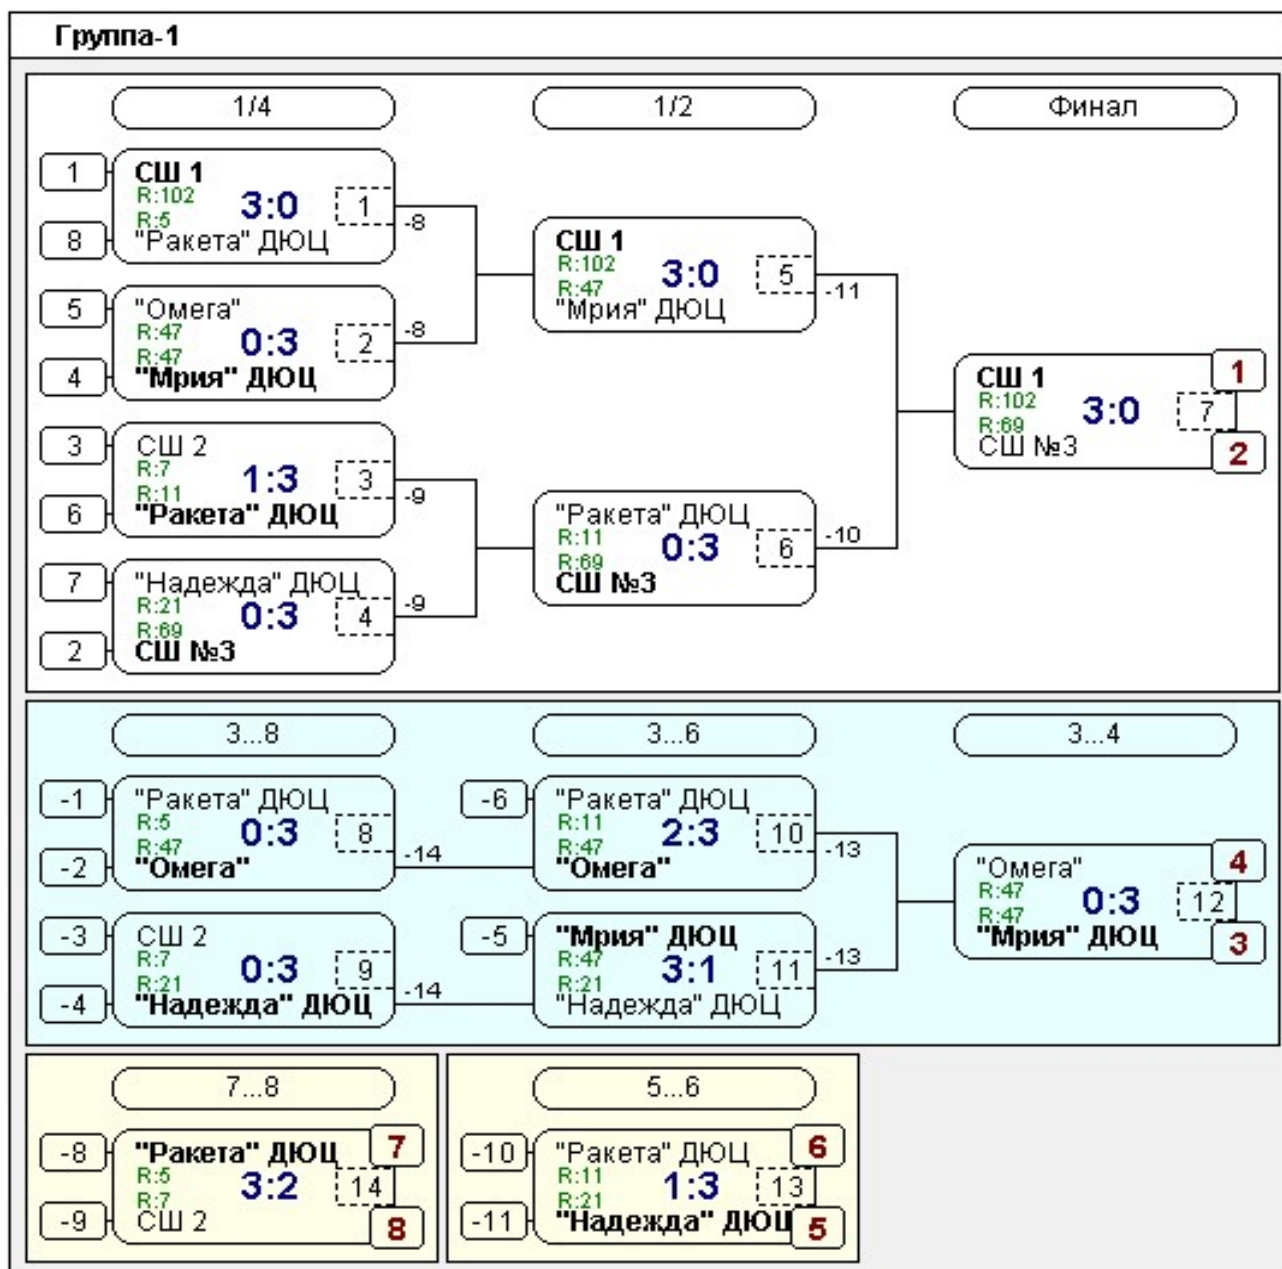 Группа-1
1/4
1/2
Финал
1
СШ 1
R:102
3:0
1
R:5
8
"Ракета" ДЮЦ
-8
5
"Омега"
R:47
0:3
2
R:47
4
"Мрия" ДЮЦ
-8
3
СШ 2
R:7
1:3
3
R:11
6
"Ракета" ДЮЦ
-9
7
"Надежда" ДЮЦ
R:21
0:3
4
R:69
2
СШ №3
-9
СШ 1
R:102
3:0
5
R:47
"Мрия" ДЮЦ
-11
"Ракета" ДЮЦ
R:11
0:3
6
R:69
СШ №3
-10
СШ 1
1
R:102
3:0
7
R:69
СШ №3
2
3...8
3...6
3...4
-1
"Ракета" ДЮЦ
R:5
0:3
8
R:47
-2
"Омега"
-14
-3
СШ 2
R:7
0:3
9
R:21
-4
"Надежда" ДЮЦ
-14
-6
"Ракета" ДЮЦ
R:11
2:3
10
R:47
"Омега"
-13
-5
"Мрия" ДЮЦ
R:47
3:1
11
R:21
"Надежда" ДЮЦ
-13
"Омега"
4
R:47
0:3
12
R:47
"Мрия" ДЮЦ
3
7...8
-8
"Ракета" ДЮЦ
7
R:5
3:2
14
R:7
-9
СШ 2
8
5...6
-10
"Ракета" ДЮЦ
6
R:11
1:3
13
R:21
-11
"Надежда" ДЮЦ
5